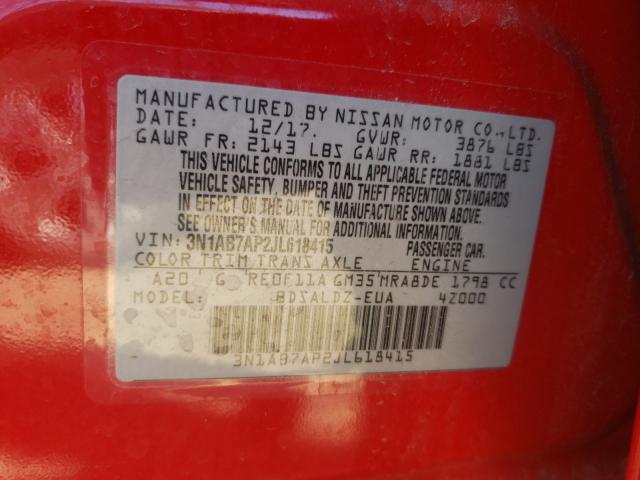 MANUFACTURED BY NISSAN MOTOR CO., LTD.
DATE: 12/17. GVWR: 3876 LBS
GAWR FR: 2143 LBS GAWR RR: 1881 LBS
THIS VEHICLE CONFORMS TO ALL APPLICABLE FEDERAL MOTOR
VEHICLE SAFETY, BUMPER AND THEFT PREVENTION STANDARDS
IN EFFECT ON THE DATE OF MANUFACTURE SHOWN ABOVE.
SEE OWNER'S MANUAL FOR ADDITIONAL INFORMATION.
VIN: 3N1AB7AP2JL618415 PASSENGER CAR.
COLOR TRIM TRANS AXLE ENGINE
A20 G RE0F11A GM35 MRA8DE 1798 CC
MODEL: BDSALDZ-EUA 4Z000
3N1AB7AP2JL618415